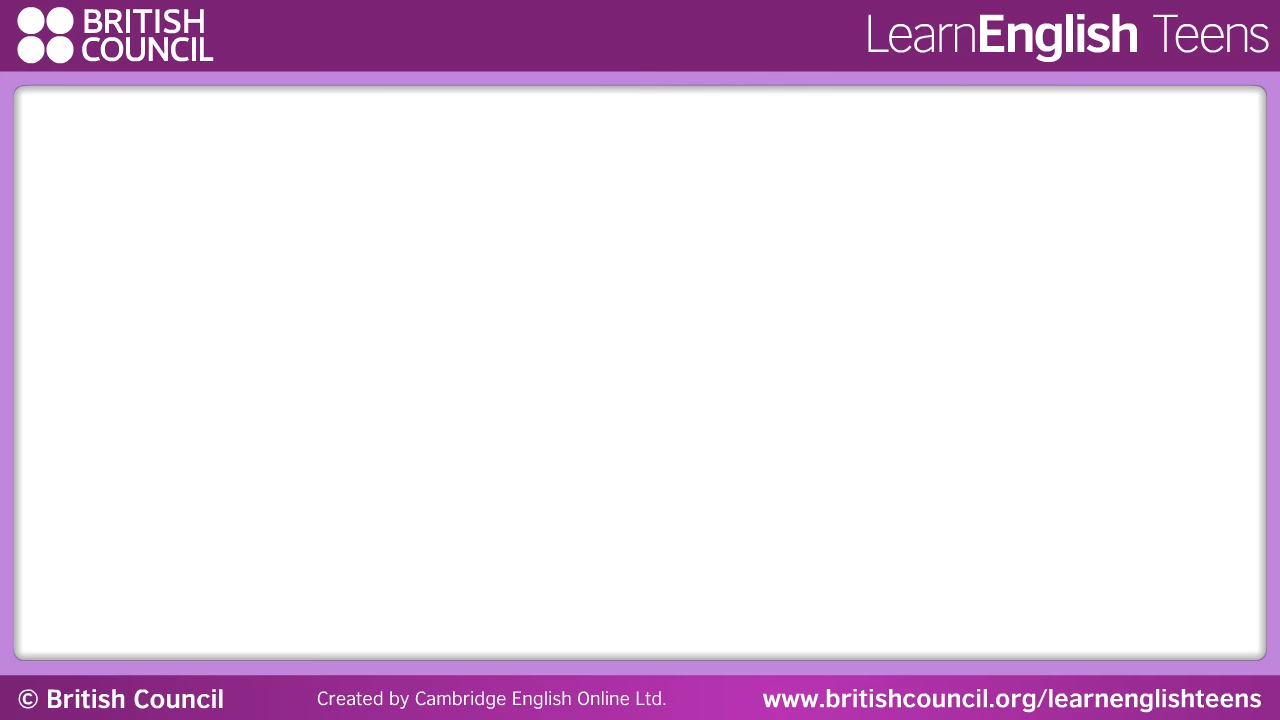 BRITISH
COUNCIL
LearnEnglish Teens
© British Council
Created by Cambridge English Online Ltd.
www.britishcouncil.org/learnenglishteens